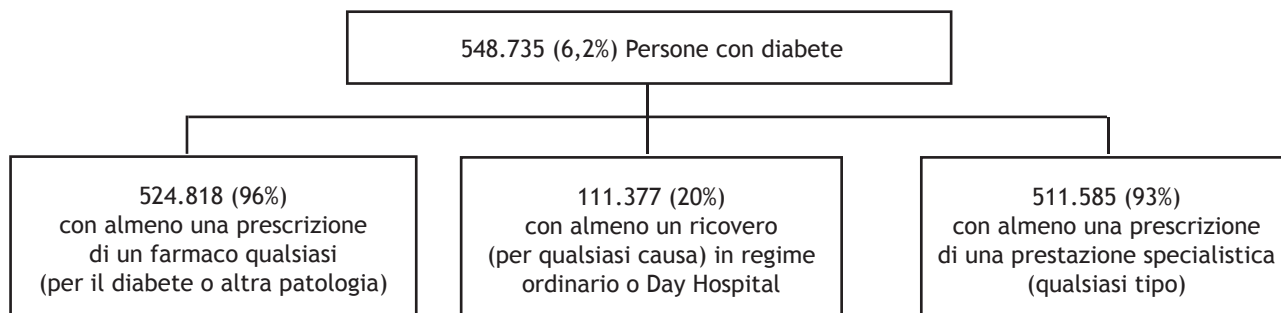 548.735 (6,2%) Persone con diabete
524.818 (96%)
con almeno una prescrizione
di un farmaco qualsiasi
(per il diabete o altra patologia)
111.377 (20%)
con almeno un ricovero
(per qualsiasi causa) in regime
ordinario o Day Hospital
511.585 (93%)
con almeno una prescrizione
di una prestazione specialistica
(qualsiasi tipo)